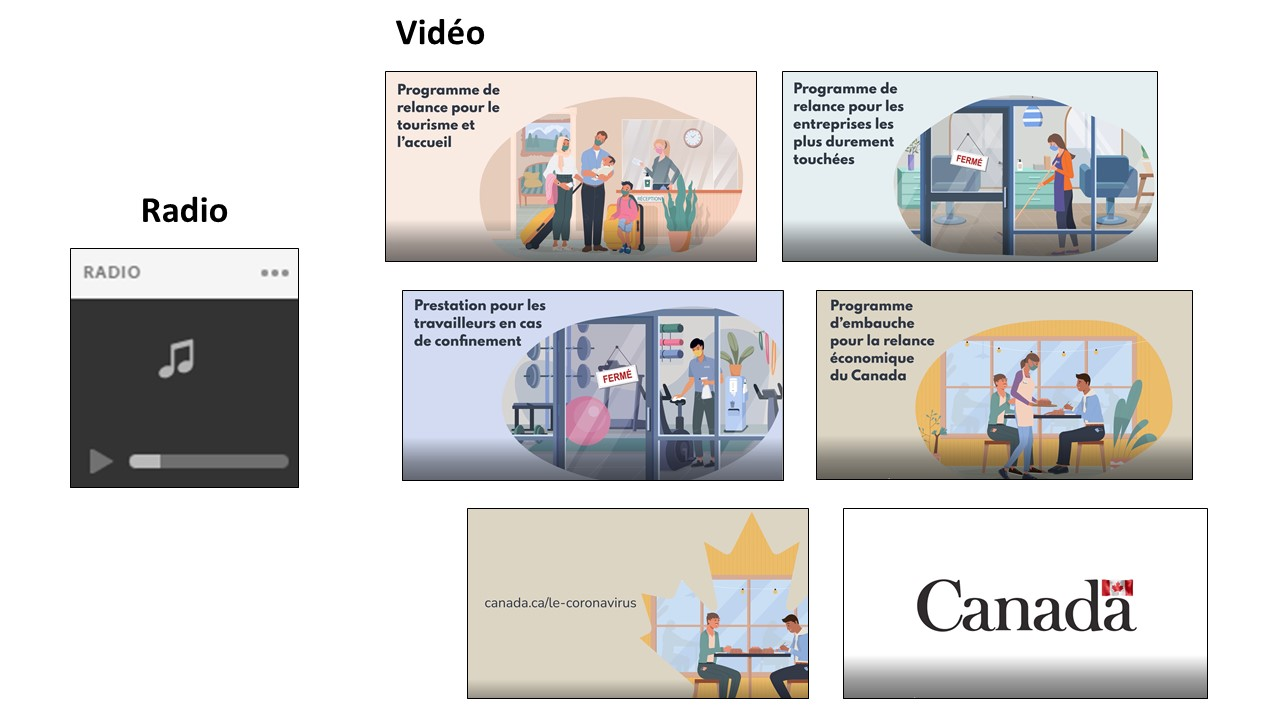 Vidéo
Programme de
relance pour le
tourisme et
l'accueil
RÉCEPTION
Programme de
relance pour les
entreprises les
plus durement
touchées
FERMÉ
Radio
RADIO
Prestation pour les
travailleurs en cas
de confinement
FERMÉ
Programme
d'embauche
pour la relance
économique
du Canada
canada.ca/le-coronavirus
Canada